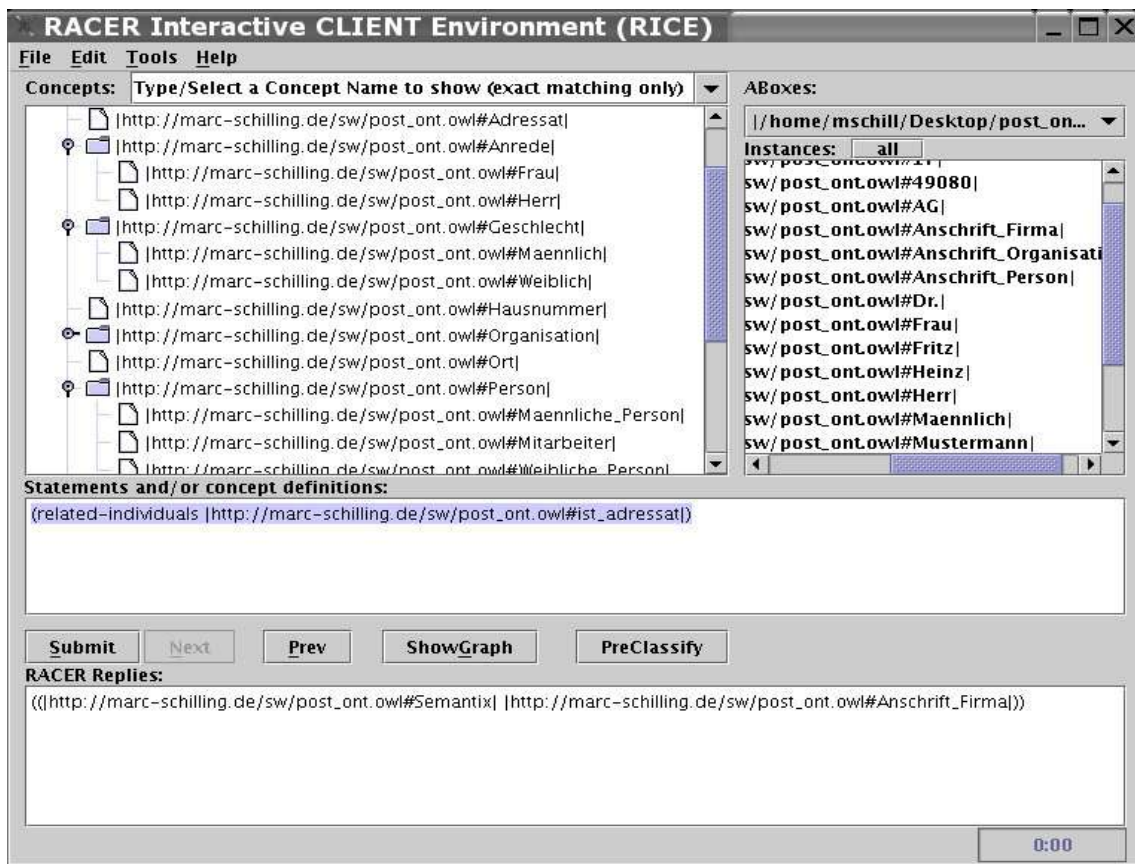 RACER Interactive CLIENT Environment (RICE)
File Edit Tools Help
Concepts: Type/Select a Concept Name to show (exact matching only)
|http://marc-schilling.de/sw/post_ont.owl#Adressat|
|http://marc-schilling.de/sw/post_ont.owl#Anrede|
|http://marc-schilling.de/sw/post_ont.owl#Frau|
|http://marc-schilling.de/sw/post_ont.owl#Herr|
|http://marc-schilling.de/sw/post_ont.owl#Geschlecht|
|http://marc-schilling.de/sw/post_ont.owl#Maennlich|
|http://marc-schilling.de/sw/post_ont.owl#Weiblich|
|http://marc-schilling.de/sw/post_ont.owl#Hausnummer|
|http://marc-schilling.de/sw/post_ont.owl#Organisation|
|http://marc-schilling.de/sw/post_ont.owl#Ort|
|http://marc-schilling.de/sw/post_ont.owl#Person|
|http://marc-schilling.de/sw/post_ont.owl#Maennliche_Person|
|http://marc-schilling.de/sw/post_ont.owl#Mitarbeiter|
|http://marc-schilling.de/sw/post_ont.owl#Weibliche_Person|
ABoxes:
|/home/mschill/Desktop/post_on...
Instances: all
sw/post_ont.owl#49080|
sw/post_ont.owl#AG|
sw/post_ont.owl#Anschrift_Firma|
sw/post_ont.owl#Anschrift_Organisati
sw/post_ont.owl#Anschrift_Person|
sw/post_ont.owl#Dr.|
sw/post_ont.owl#Frau|
sw/post_ont.owl#Fritz|
sw/post_ont.owl#Heinz|
sw/post_ont.owl#Herr|
sw/post_ont.owl#Maennlich|
sw/post_ont.owl#Mustermann|
Statements and/or concept definitions:
(related-individuals |http://marc-schilling.de/sw/post_ont.owl#ist_adressat|)
Submit Next Prev ShowGraph PreClassify
RACER Replies:
((|http://marc-schilling.de/sw/post_ont.owl#Semantix| |http://marc-schilling.de/sw/post_ont.owl#Anschrift_Firma|))
0:00